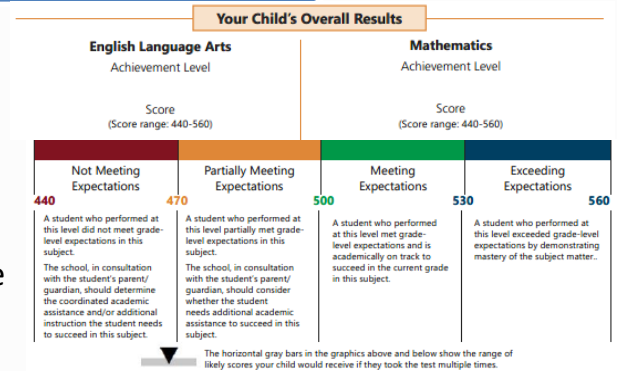 Your Child's Overall Results
English Language Arts
Achievement Level
Score
(Score range: 440-560)
Mathematics
Achievement Level
Score
(Score range: 440-560)
Not Meeting
Expectations
Partially Meeting
Expectations
Meeting
Expectations
Exceeding
Expectations
440
470
500
530
560
A student who performed at
this level did not meet grade-
level expectations in this
subject.
The school, in consultation
with the student's parent/
guardian, should determine
the coordinated academic
assistance and/or additional
instruction the student needs
to succeed in this subject.
A student who performed at
this level partially met grade-
level expectations in this
subject.
The school, in consultation
with the student's parent/
guardian, should consider
whether the student
needs additional academic
assistance to succeed in this
subject.
A student who performed
at this level met grade-
level expectations and is
academically on track to
succeed in the current grade
in this subject.
A student who performed at
this level exceeded grade-level
expectations by demonstrating
mastery of the subject matter..
e
The horizontal gray bars in the graphics above and below show the range of
likely scores your child would receive if they took the test multiple times.